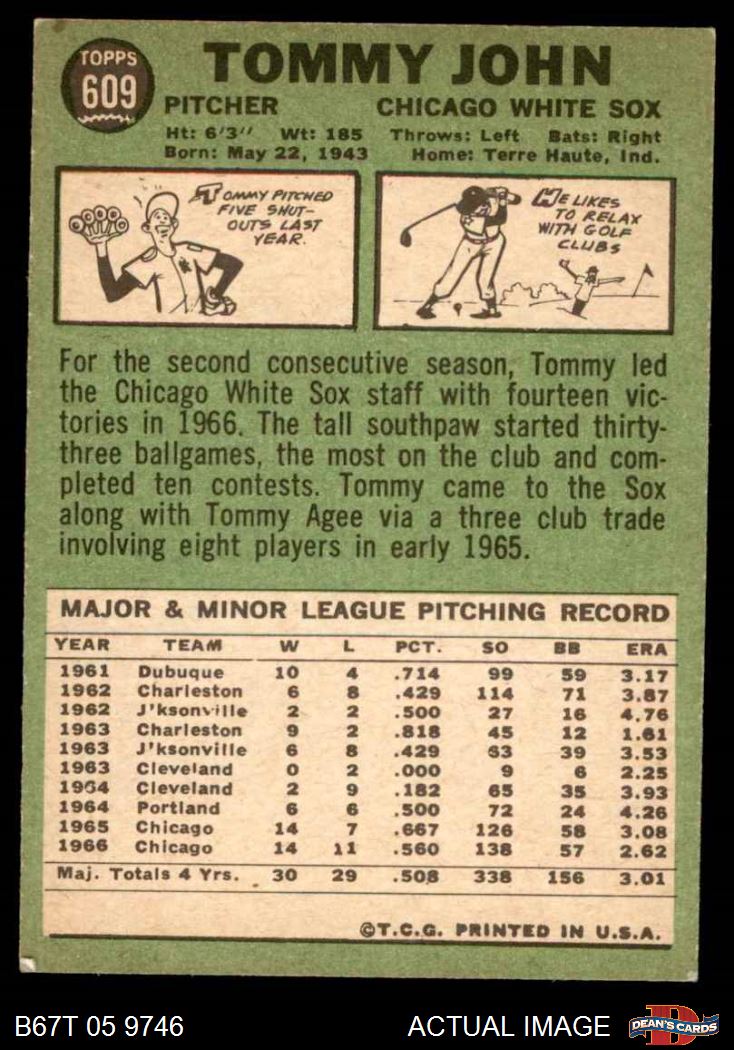 TOPPS
609
TOMMY JOHN
PITCHER CHICAGO WHITE SOX
Ht: 6'3" Wt: 185 Throws: Left Bats: Right
Born: May 22, 1943 Home: Terre Haute, Ind.
TOMMY PITCHED
FIVE SHUT-
OUTS LAST
YEAR.
HE LIKES
TO RELAX
WITH GOLF
CLUBS
For the second consecutive season, Tommy led
the Chicago White Sox staff with fourteen vic-
tories in 1966. The tall southpaw started thirty-
three ballgames, the most on the club and com-
pleted ten contests. Tommy came to the Sox
along with Tommy Agee via a three club trade
involving eight players in early 1965.
MAJOR & MINOR LEAGUE PITCHING RECORD
YEAR TEAM W L PCT. SO BB ERA
1961 Dubuque 10 4 .714 99 59 3.17
1962 Charleston 6 8 .429 114 71 3.87
1962 J'ksonville 2 2 .500 27 16 4.76
1963 Charleston 9 2 .818 45 12 1.61
1963 J'ksonville 6 8 .429 63 39 3.53
1963 Cleveland 0 2 .000 9 6 2.25
1964 Cleveland 2 9 .182 65 35 3.93
1964 Portland 6 6 .500 72 24 4.26
1965 Chicago 14 7 .667 126 58 3.08
1966 Chicago 14 11 .560 138 57 2.62
Maj. Totals 4 Yrs. 30 29 .508 338 156 3.01
©T.C.G. PRINTED IN U.S.A.
B67T 05 9746 ACTUAL IMAGE
D
DEAN'S CARDS